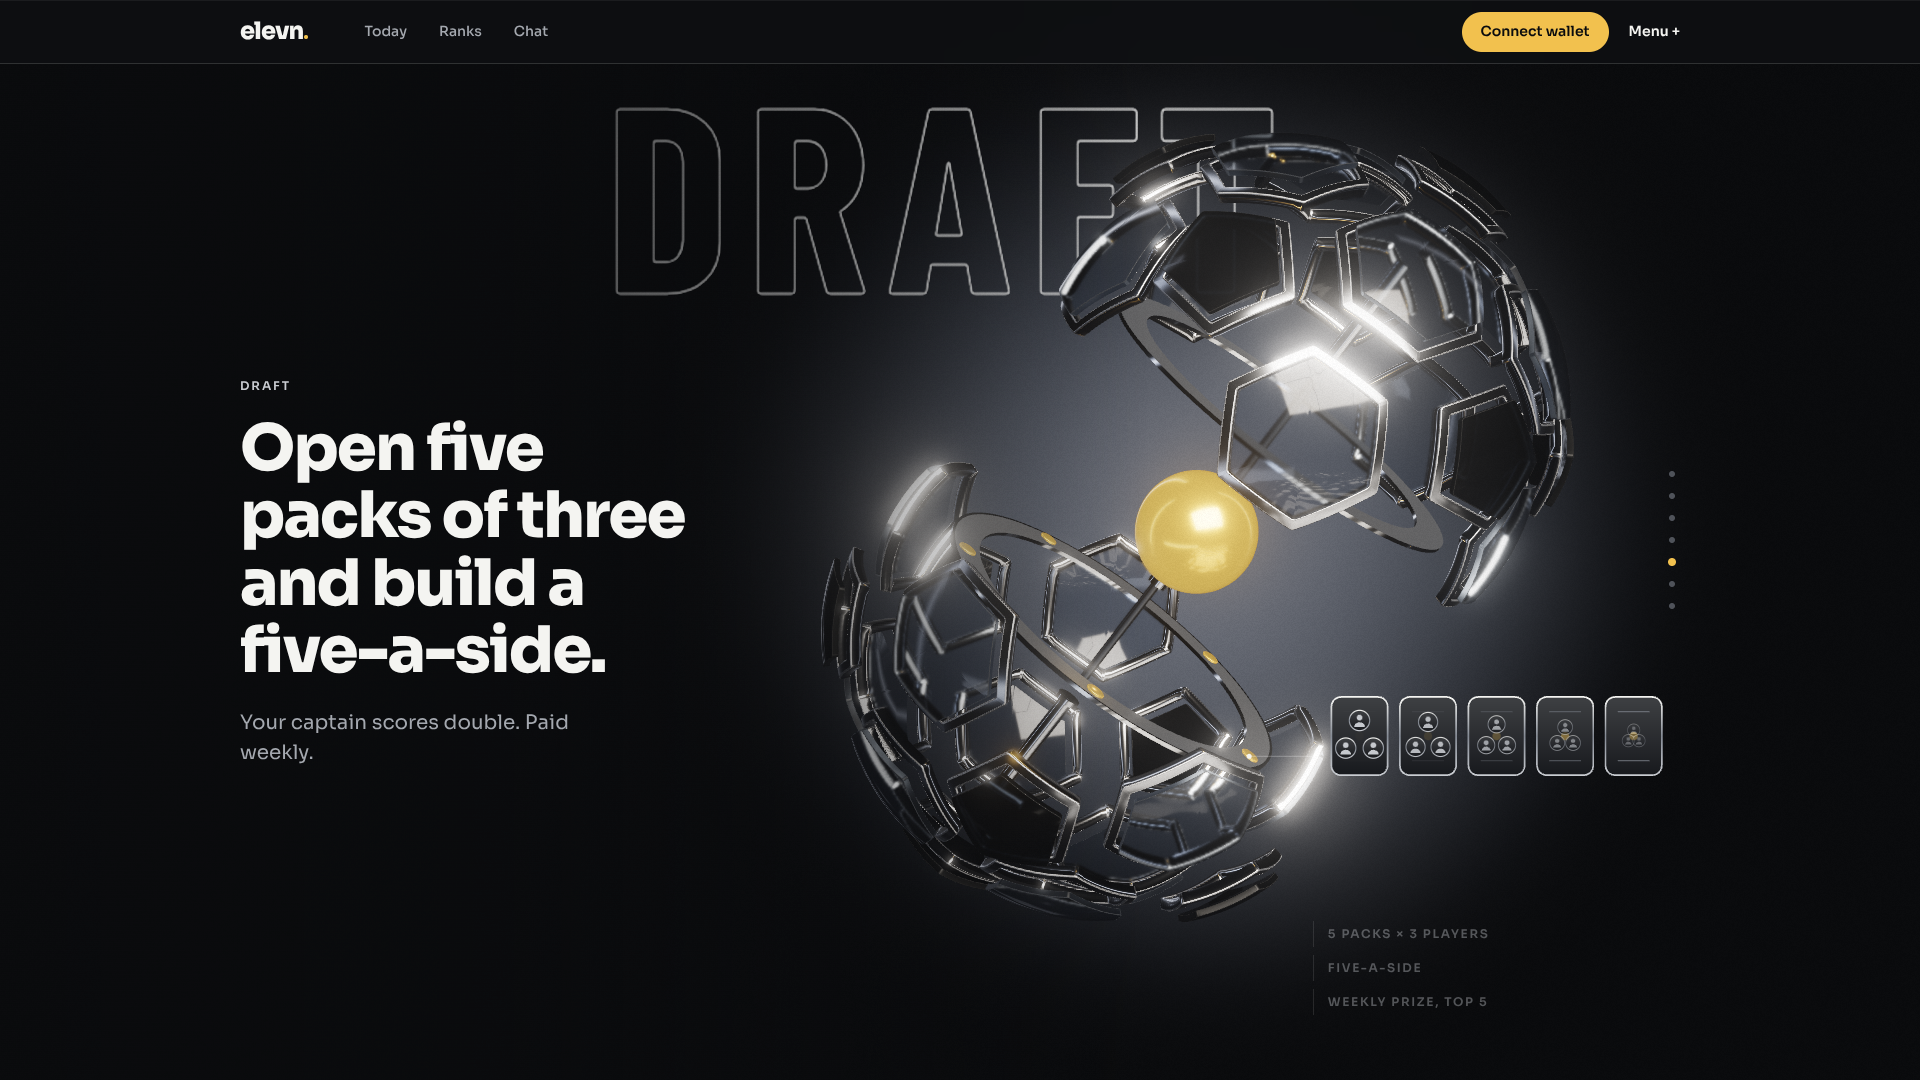 elevn.
Today
Ranks
Chat
Connect wallet
Menu +
DRAFT
DRAFT
Open five
packs of three
and build a
five-a-side.
Your captain scores double. Paid
weekly.
5 PACKS × 3 PLAYERS
FIVE-A-SIDE
WEEKLY PRIZE, TOP 5